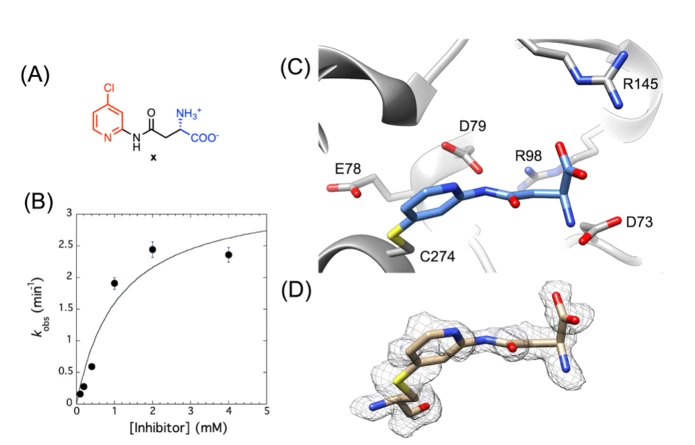 (A)
Cl
N
N
H
O
NH₃⁺
COO⁻
x
(B)
3
2.5
2
1.5
1
0.5
0
k obs (min⁻¹)
0 1 2 3 4 5
[Inhibitor] (mM)
(C)
R145
D79
R98
E78
D73
C274
(D)